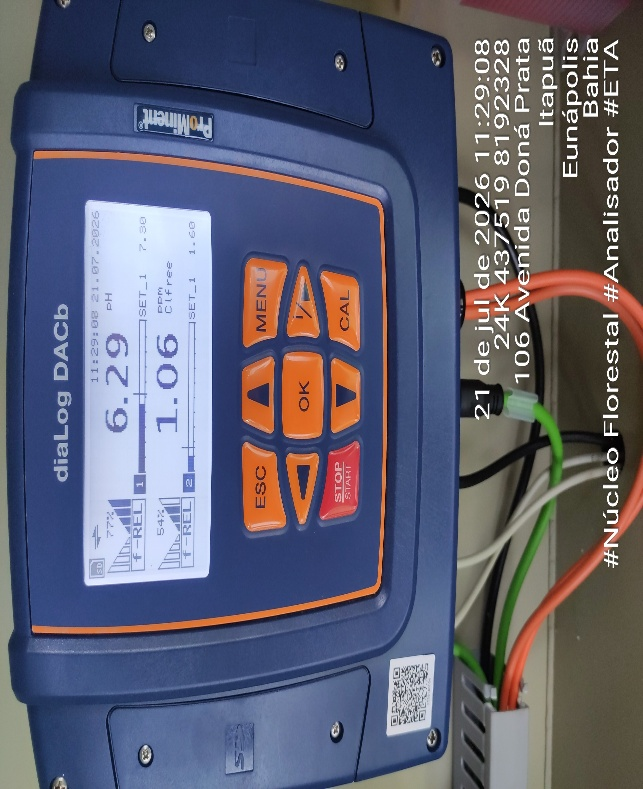 diaLog DACb
ProMinent®
11:29:08 21.07.2026
77%
6.29 pH
f-REL
1 SET_1 7.30
54%
1.06 PPM
Clfree
f-REL
2 SET_1 1.60
ESC
MENU
OK
STOP
START
CAL
21 de jul de 2026 11:29:08
24K 437519 8192328
106 Avenida Doná Prata
Itapuã
Eunápolis
Bahia
#Núcleo Florestal #Analisador #ETA